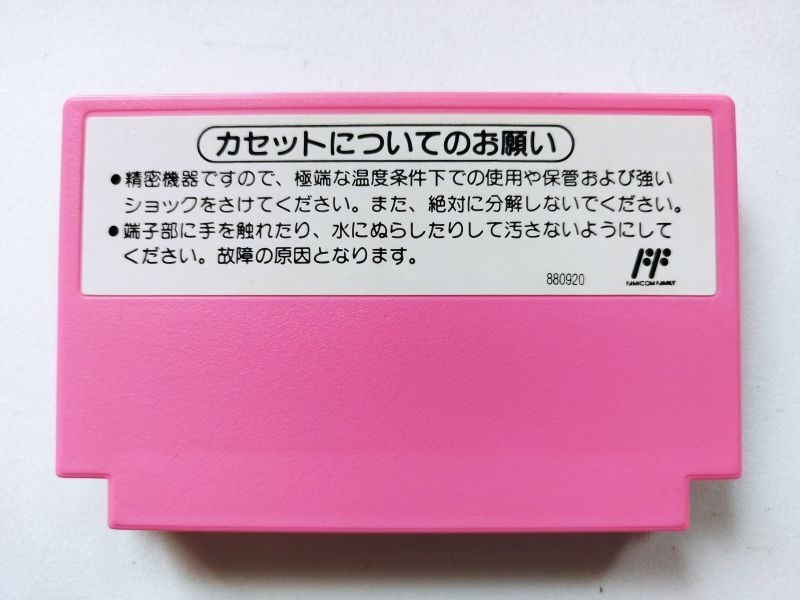 カセットについてのお願い
●精密機器ですので、極端な温度条件下での使用や保管および強い
ショックをさけてください。また、絶対に分解しないでください。
●端子部に手を触れたり、水にぬらしたりして汚さないようにして
ください。故障の原因となります。
880920
FF
FAMICOM FAMILY